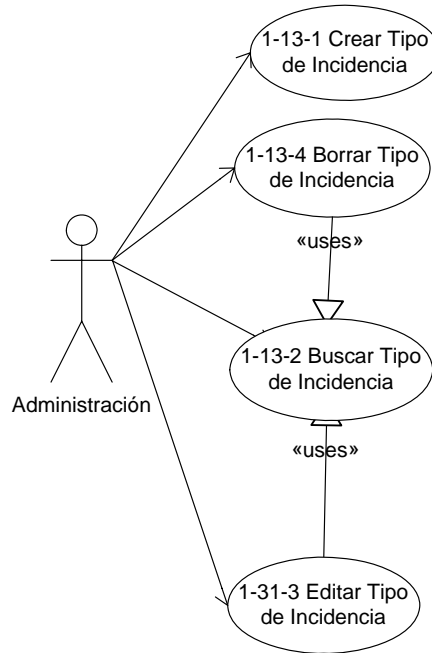 1-13-1 Crear Tipo
de Incidencia
1-13-4 Borrar Tipo
de Incidencia
«uses»
1-13-2 Buscar Tipo
de Incidencia
Administración
«uses»
1-31-3 Editar Tipo
de Incidencia